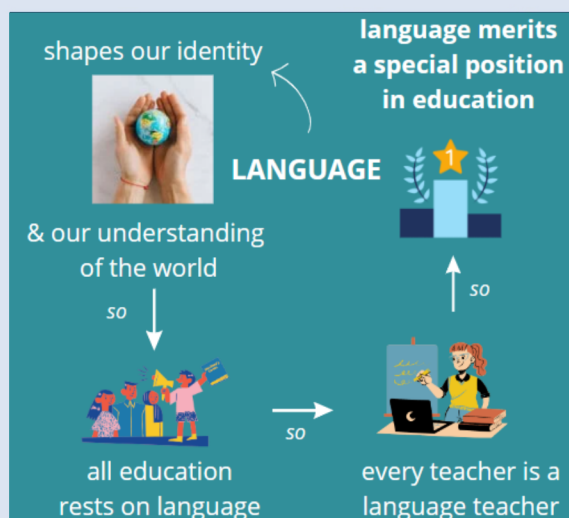 LANGUAGE
shapes our identity
& our understanding
of the world
so
all education
rests on language
so
every teacher is a
language teacher
so
language merits
a special position
in education
1